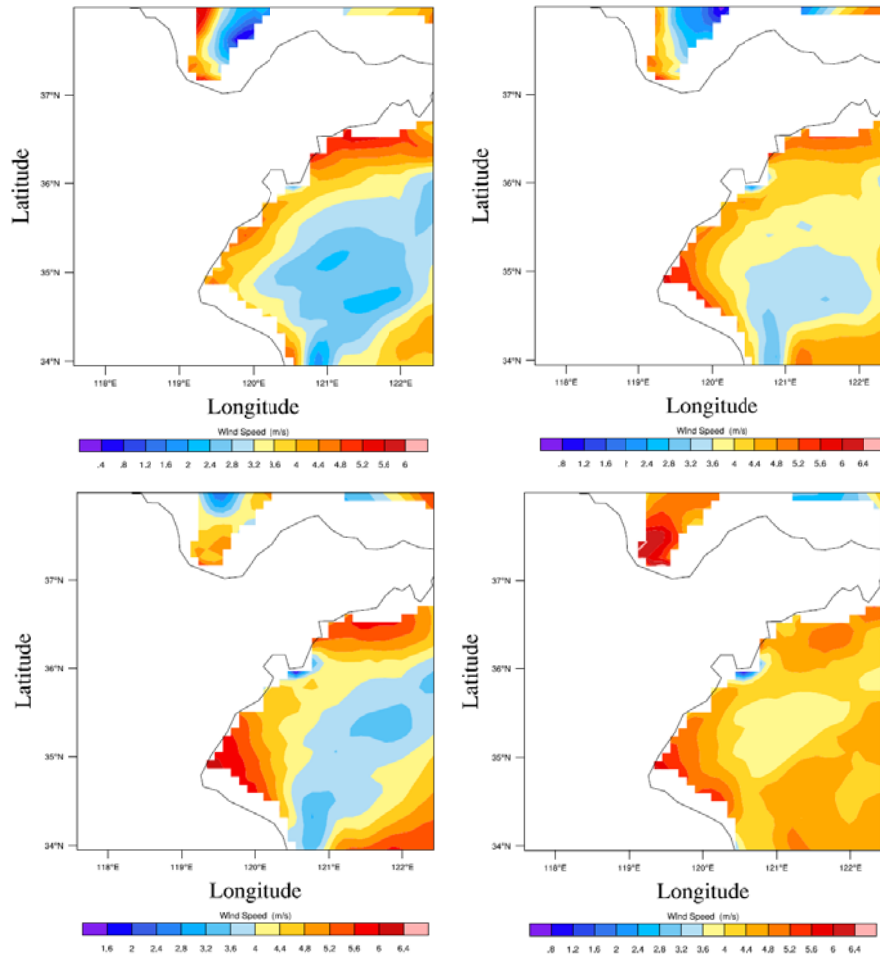 37°N
36°N
35°N
34°N
Latitude
118°E 119°E 120°E 121°E 122°E
Longitude
Wind Speed (m/s)
.4 .8 1.2 1.6 2 2.4 2.8 3.2 3.6 4 4.4 4.8 5.2 5.6 6
37°N
36°N
35°N
34°N
Latitude
118°E 119°E 120°E 121°E 122°E
Longitude
Wind Speed (m/s)
.8 1.2 1.6 2.4 2.8 3.2 3.6 4 4.4 4.8 5.2 5.6 6 6.4
37°N
36°N
35°N
34°N
Latitude
118°E 119°E 120°E 121°E 122°E
Longitude
Wind Speed (m/s)
1.6 2 2.4 2.8 3.2 3.6 4 4.4 4.8 5.2 5.6 6 6.4
37°N
36°N
35°N
34°N
Latitude
118°E 119°E 120°E 121°E 122°E
Longitude
Wind Speed (m/s)
.8 1.2 1.6 2 2.4 2.8 3.2 3.6 4 4.4 4.8 5.2 5.6 6 6.4